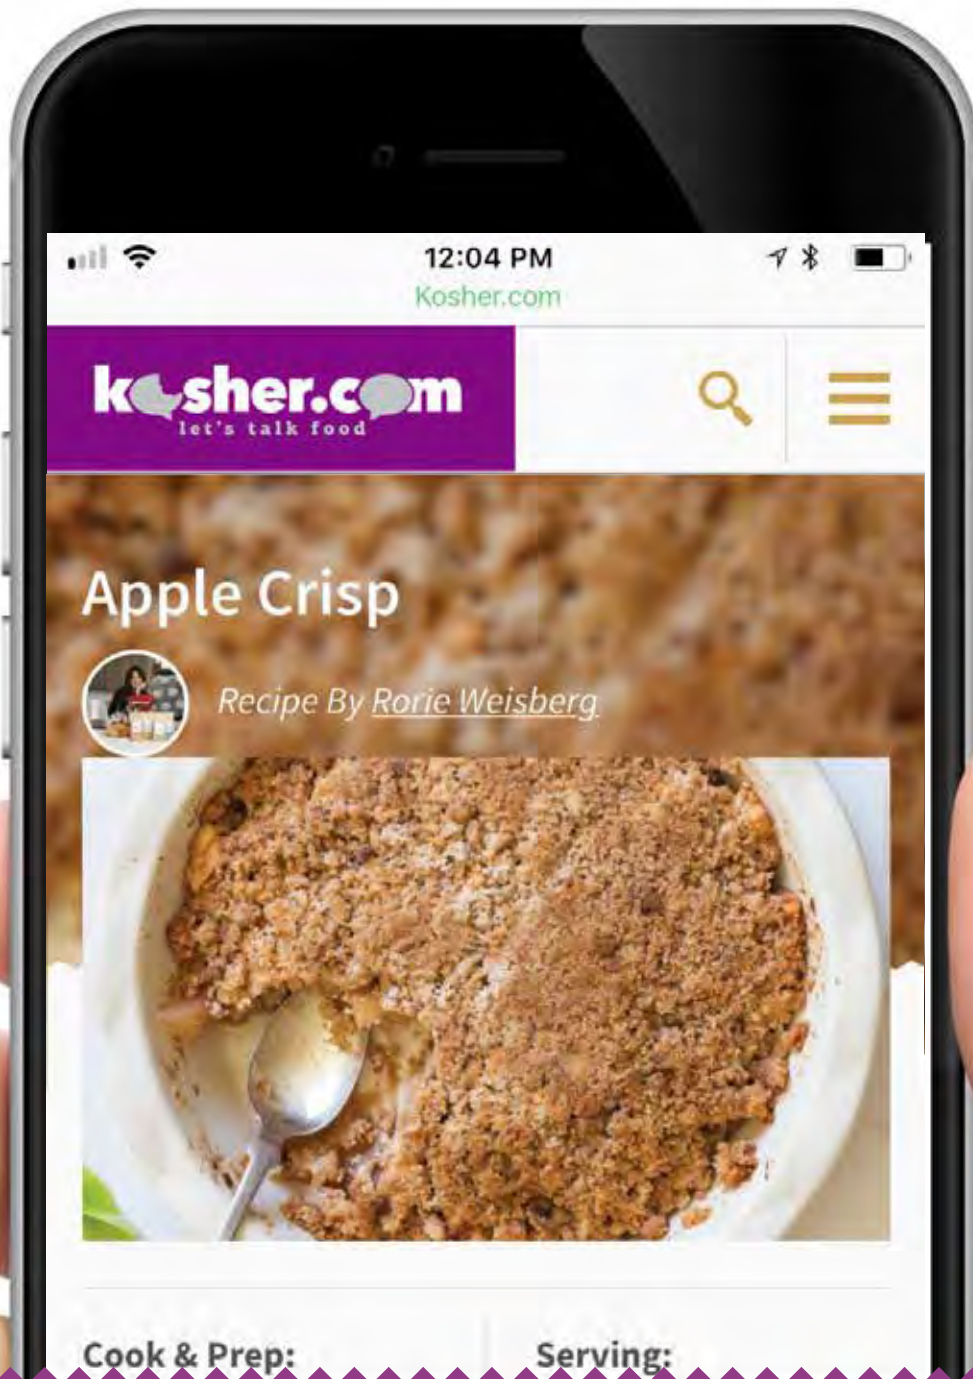 12:04 PM
Kosher.com
kosher.com
let's talk food
Apple Crisp
Recipe By Rorie Weisberg
Cook & Prep:
Serving: